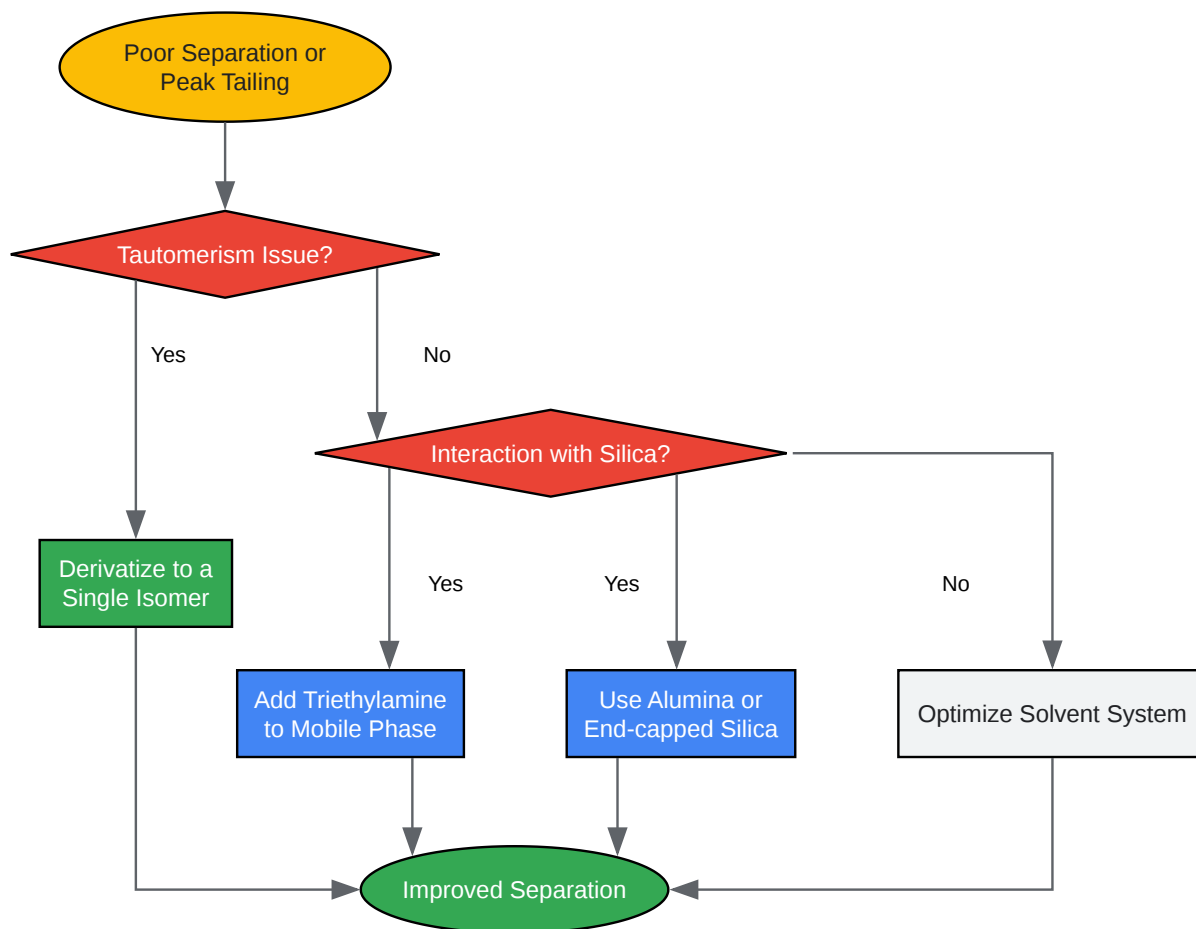 Poor Separation or
Peak Tailing
Tautomerism Issue?
Yes
No
Interaction with Silica?
Derivatize to a
Single Isomer
Yes
Yes
No
Add Triethylamine
to Mobile Phase
Use Alumina or
End-capped Silica
Optimize Solvent System
Improved Separation